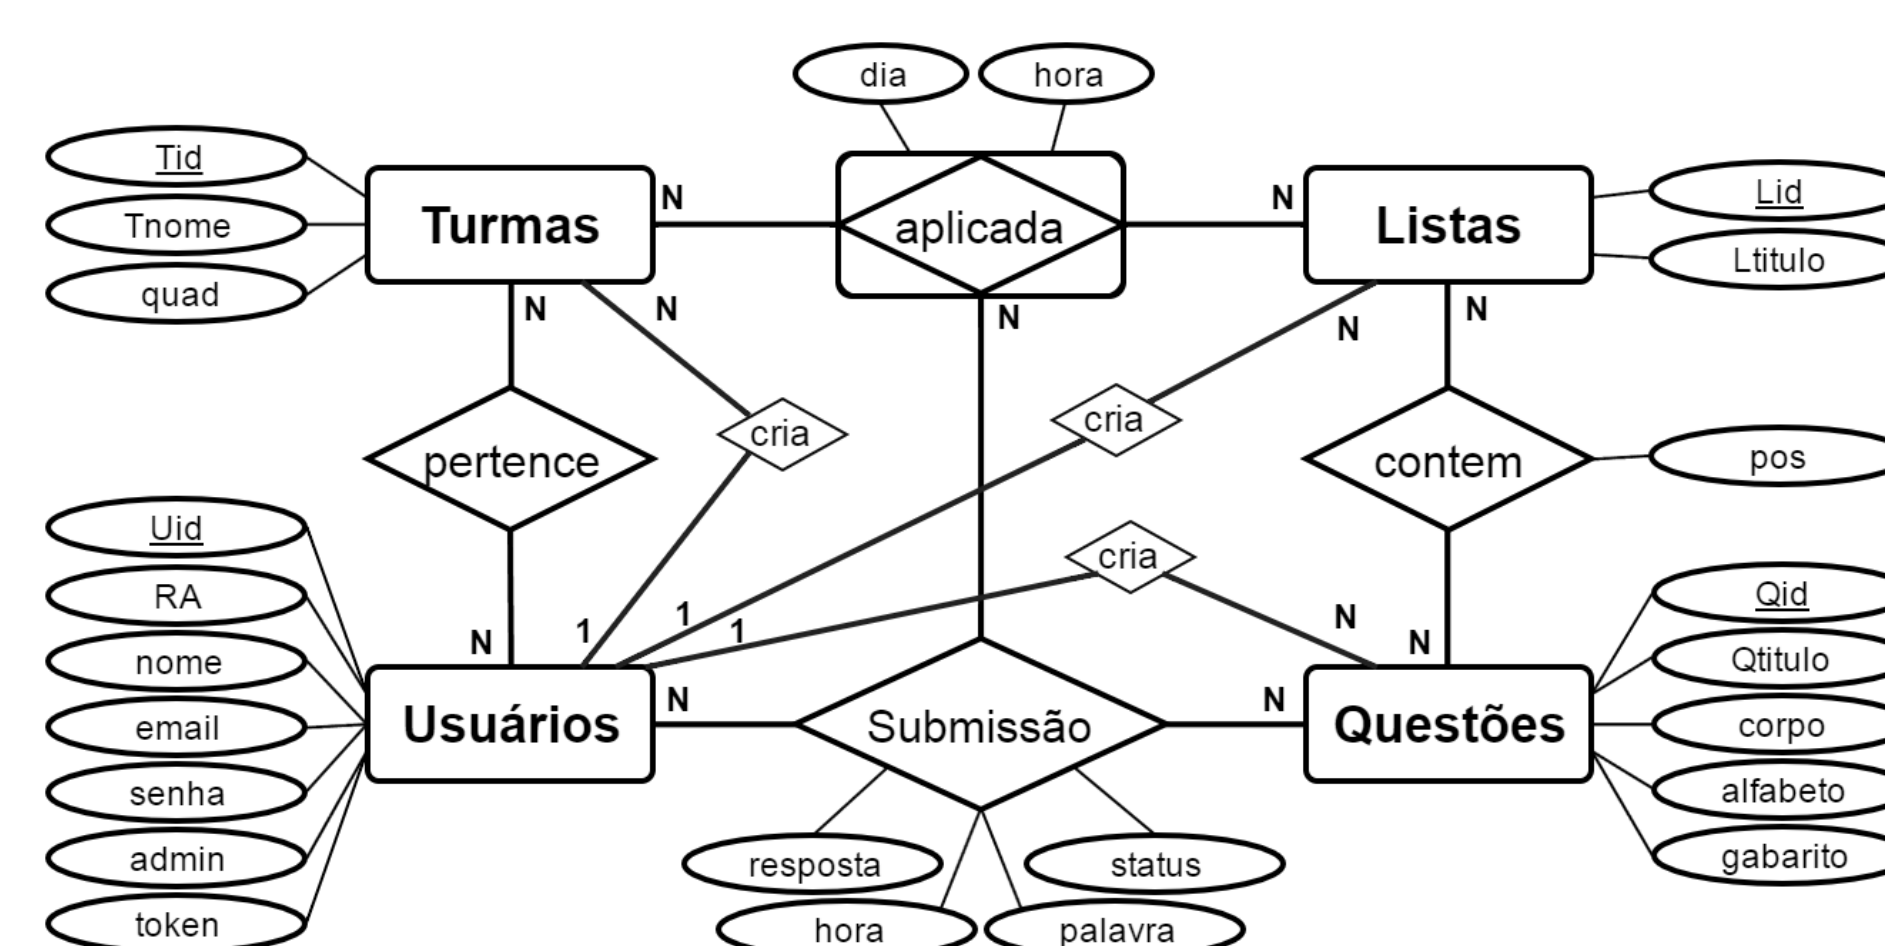 dia
hora
Tid
Tnome
quad
Turmas
N
aplicada
N
Listas
Lid
Ltitulo
N
N
N
N
N
pertence
cria
cria
contem
pos
Uid
RA
nome
email
senha
admin
token
cria
N
1
1
1
N
N
Usuários
N
Submissão
N
Questões
Qid
Qtitulo
corpo
alfabeto
gabarito
resposta
status
hora
palavra